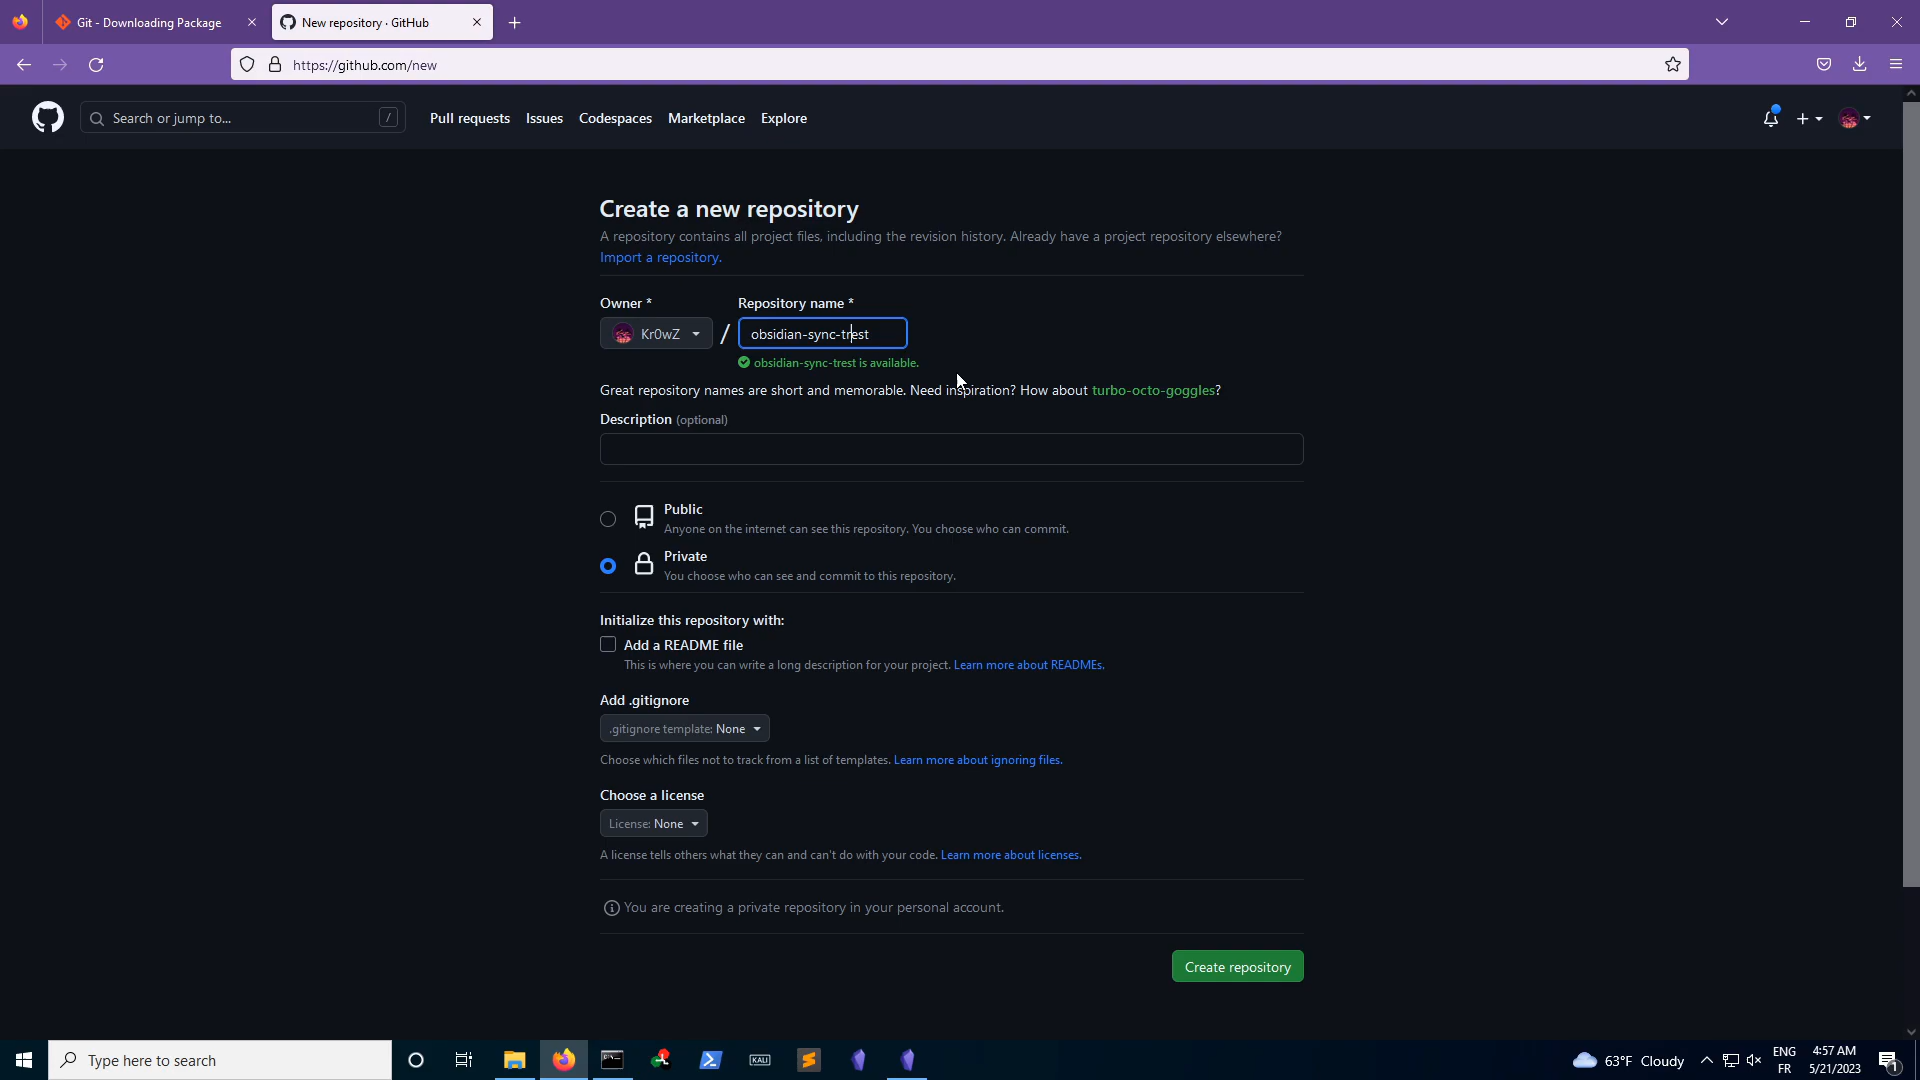 Git - Downloading Package
New repository · GitHub
https://github.com/new
Search or jump to...
/
Pull requests
Issues
Codespaces
Marketplace
Explore
Create a new repository
A repository contains all project files, including the revision history. Already have a project repository elsewhere?
Import a repository.
Owner *
Repository name *
Kr0wZ
/
obsidian-sync-trest
obsidian-sync-trest is available.
Great repository names are short and memorable. Need inspiration? How about turbo-octo-goggles?
Description (optional)
Public
Anyone on the internet can see this repository. You choose who can commit.
Private
You choose who can see and commit to this repository.
Initialize this repository with:
Add a README file
This is where you can write a long description for your project. Learn more about READMEs.
Add .gitignore
.gitignore template: None
Choose which files not to track from a list of templates. Learn more about ignoring files.
Choose a license
License: None
A license tells others what they can and can't do with your code. Learn more about licenses.
You are creating a private repository in your personal account.
Create repository
Type here to search
KALI
63°F Cloudy
ENG
FR
4:57 AM
5/21/2023
1